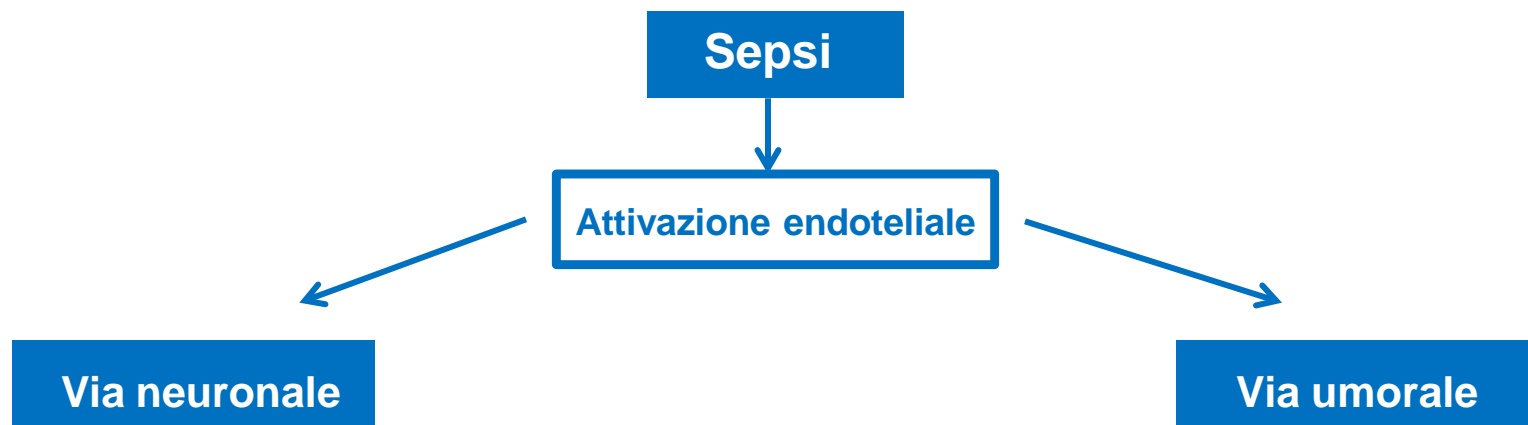 Sepsi
Attivazione endoteliale
Via neuronale
Via umorale